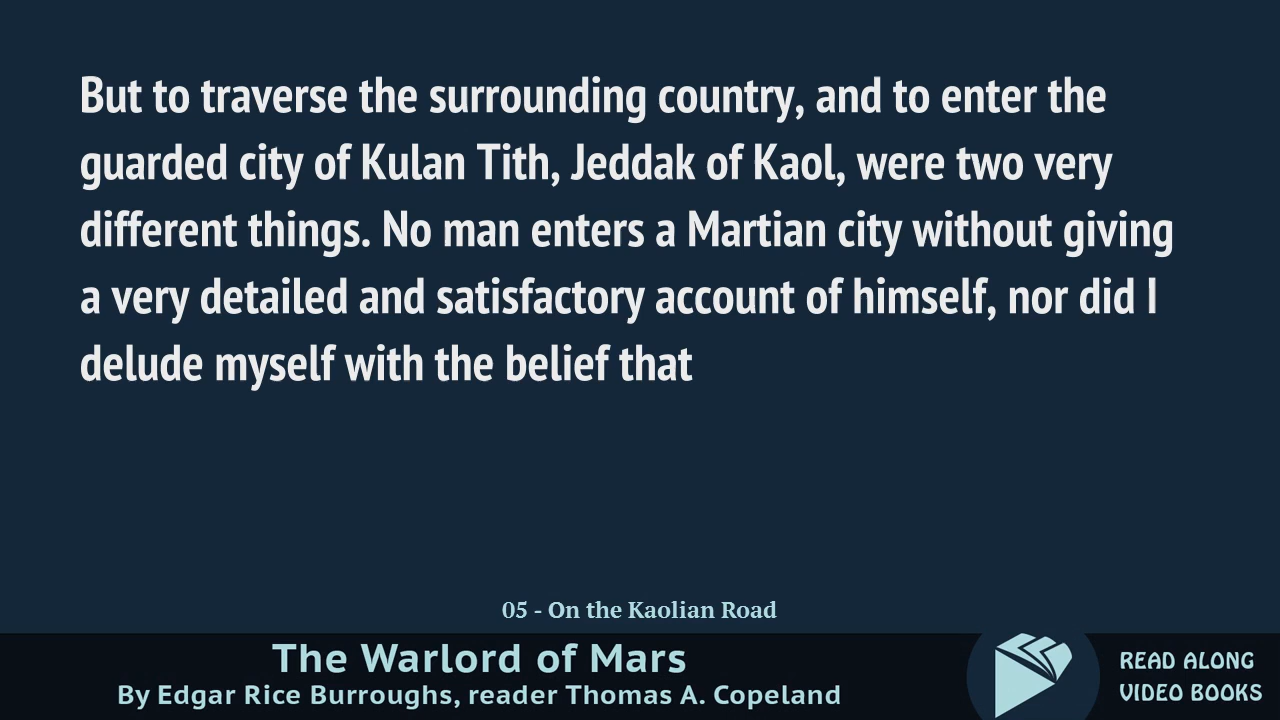 But to traverse the surrounding country, and to enter the
guarded city of Kulan Tith, Jeddak of Kaol, were two very
different things. No man enters a Martian city without giving
a very detailed and satisfactory account of himself, nor did I
delude myself with the belief that
05 - On the Kaolian Road
The Warlord of Mars
By Edgar Rice Burroughs, reader Thomas A. Copeland
READ ALONG
VIDEO BOOKS